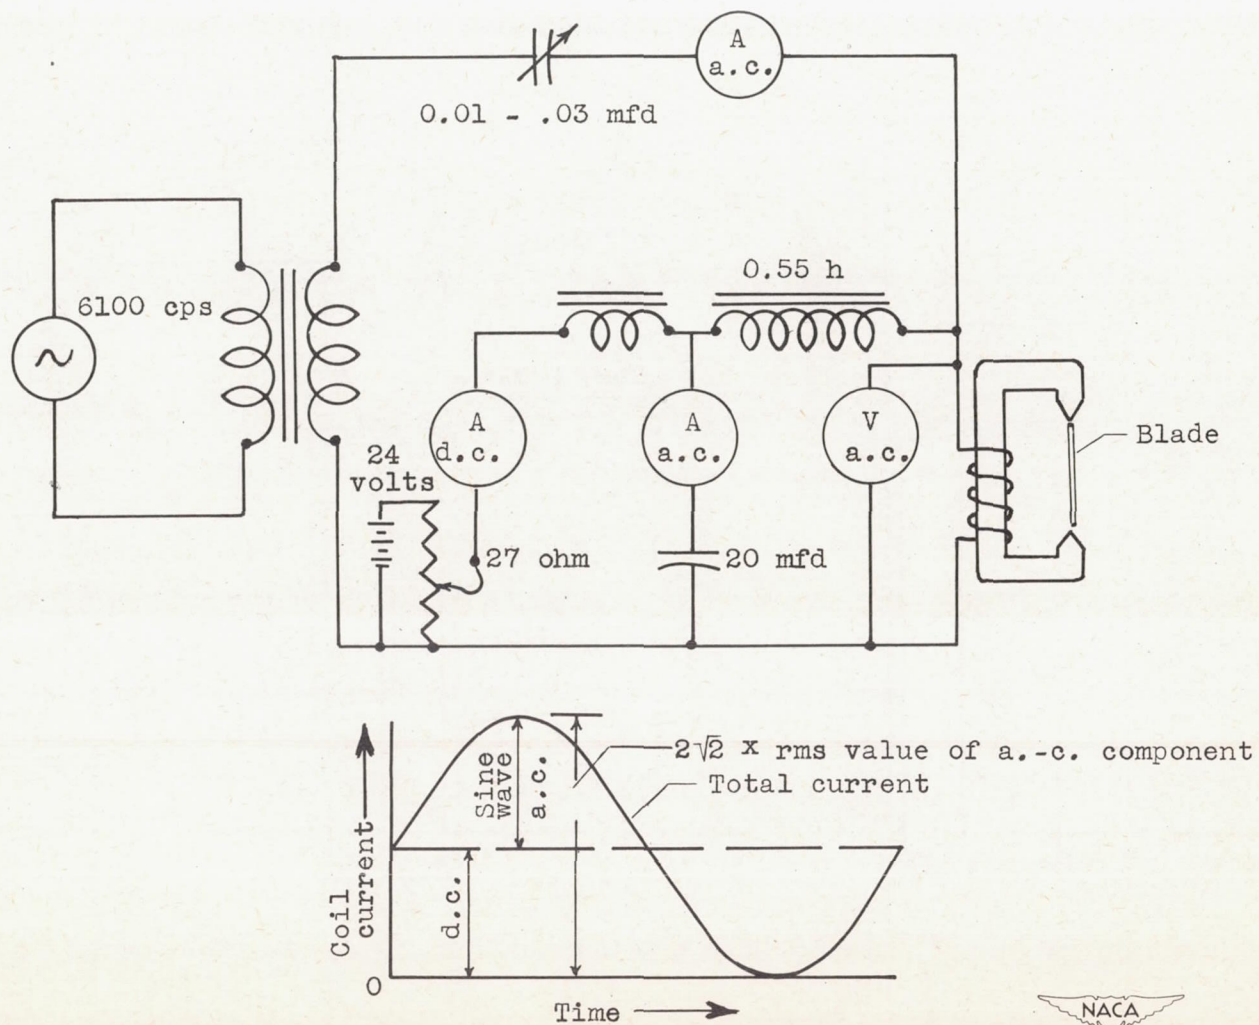 A
a.c.
0.01 - .03 mfd
6100 cps
0.55 h
A
d.c.
A
a.c.
V
a.c.
Blade
24
volts
27 ohm
20 mfd
2√2 x rms value of a.-c. component
Total current
Sine
wave
a.c.
d.c.
Coil
current
0
Time
NACA